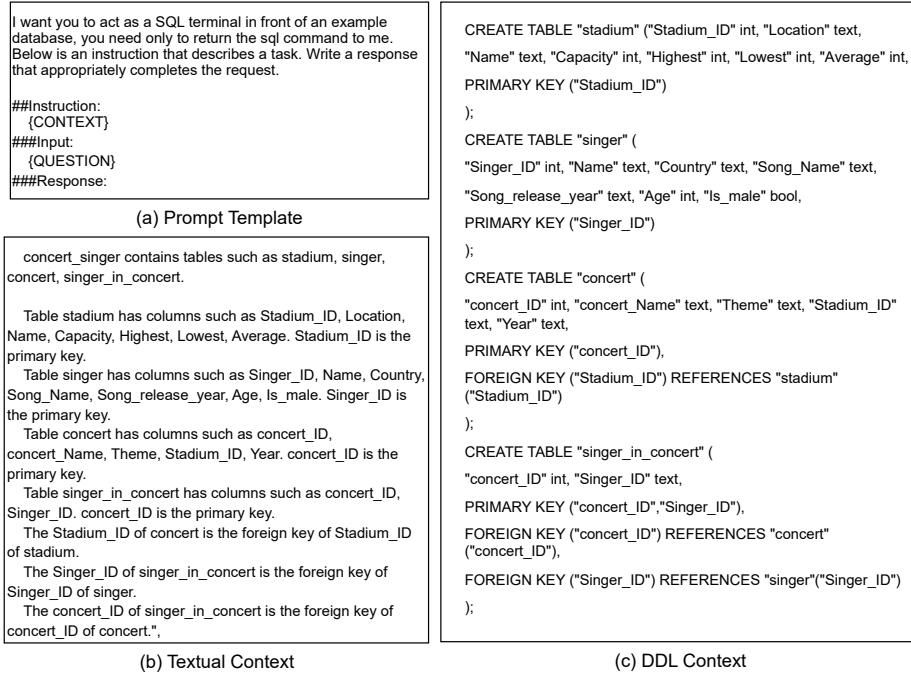 I want you to act as a SQL terminal in front of an example
database, you need only to return the sql command to me.
Below is an instruction that describes a task. Write a response
that appropriately completes the request.
##Instruction:
{CONTEXT}
###Input:
{QUESTION}
###Response:
(a) Prompt Template
concert_singer contains tables such as stadium, singer,
concert, singer_in_concert.
Table stadium has columns such as Stadium_ID, Location,
Name, Capacity, Highest, Lowest, Average. Stadium_ID is the
primary key.
Table singer has columns such as Singer_ID, Name, Country,
Song_Name, Song_release_year, Age, Is_male. Singer_ID is
the primary key.
Table concert has columns such as concert_ID,
concert_Name, Theme, Stadium_ID, Year. concert_ID is the
primary key.
Table singer_in_concert has columns such as concert_ID,
Singer_ID. concert_ID is the primary key.
The Stadium_ID of concert is the foreign key of Stadium_ID
of stadium.
The Singer_ID of singer_in_concert is the foreign key of
Singer_ID of singer.
The concert_ID of singer_in_concert is the foreign key of
concert_ID of concert.",
(b) Textual Context
CREATE TABLE "stadium" ("Stadium_ID" int, "Location" text,
"Name" text, "Capacity" int, "Highest" int, "Lowest" int, "Average" int,
PRIMARY KEY ("Stadium_ID")
);
CREATE TABLE "singer" (
"Singer_ID" int, "Name" text, "Country" text, "Song_Name" text,
"Song_release_year" text, "Age" int, "Is_male" bool,
PRIMARY KEY ("Singer_ID")
);
CREATE TABLE "concert" (
"concert_ID" int, "concert_Name" text, "Theme" text, "Stadium_ID"
text, "Year" text,
PRIMARY KEY ("concert_ID"),
FOREIGN KEY ("Stadium_ID") REFERENCES "stadium"
("Stadium_ID")
);
CREATE TABLE "singer_in_concert" (
"concert_ID" int, "Singer_ID" text,
PRIMARY KEY ("concert_ID","Singer_ID"),
FOREIGN KEY ("concert_ID") REFERENCES "concert"
("concert_ID"),
FOREIGN KEY ("Singer_ID") REFERENCES "singer"("Singer_ID")
);
(c) DDL Context